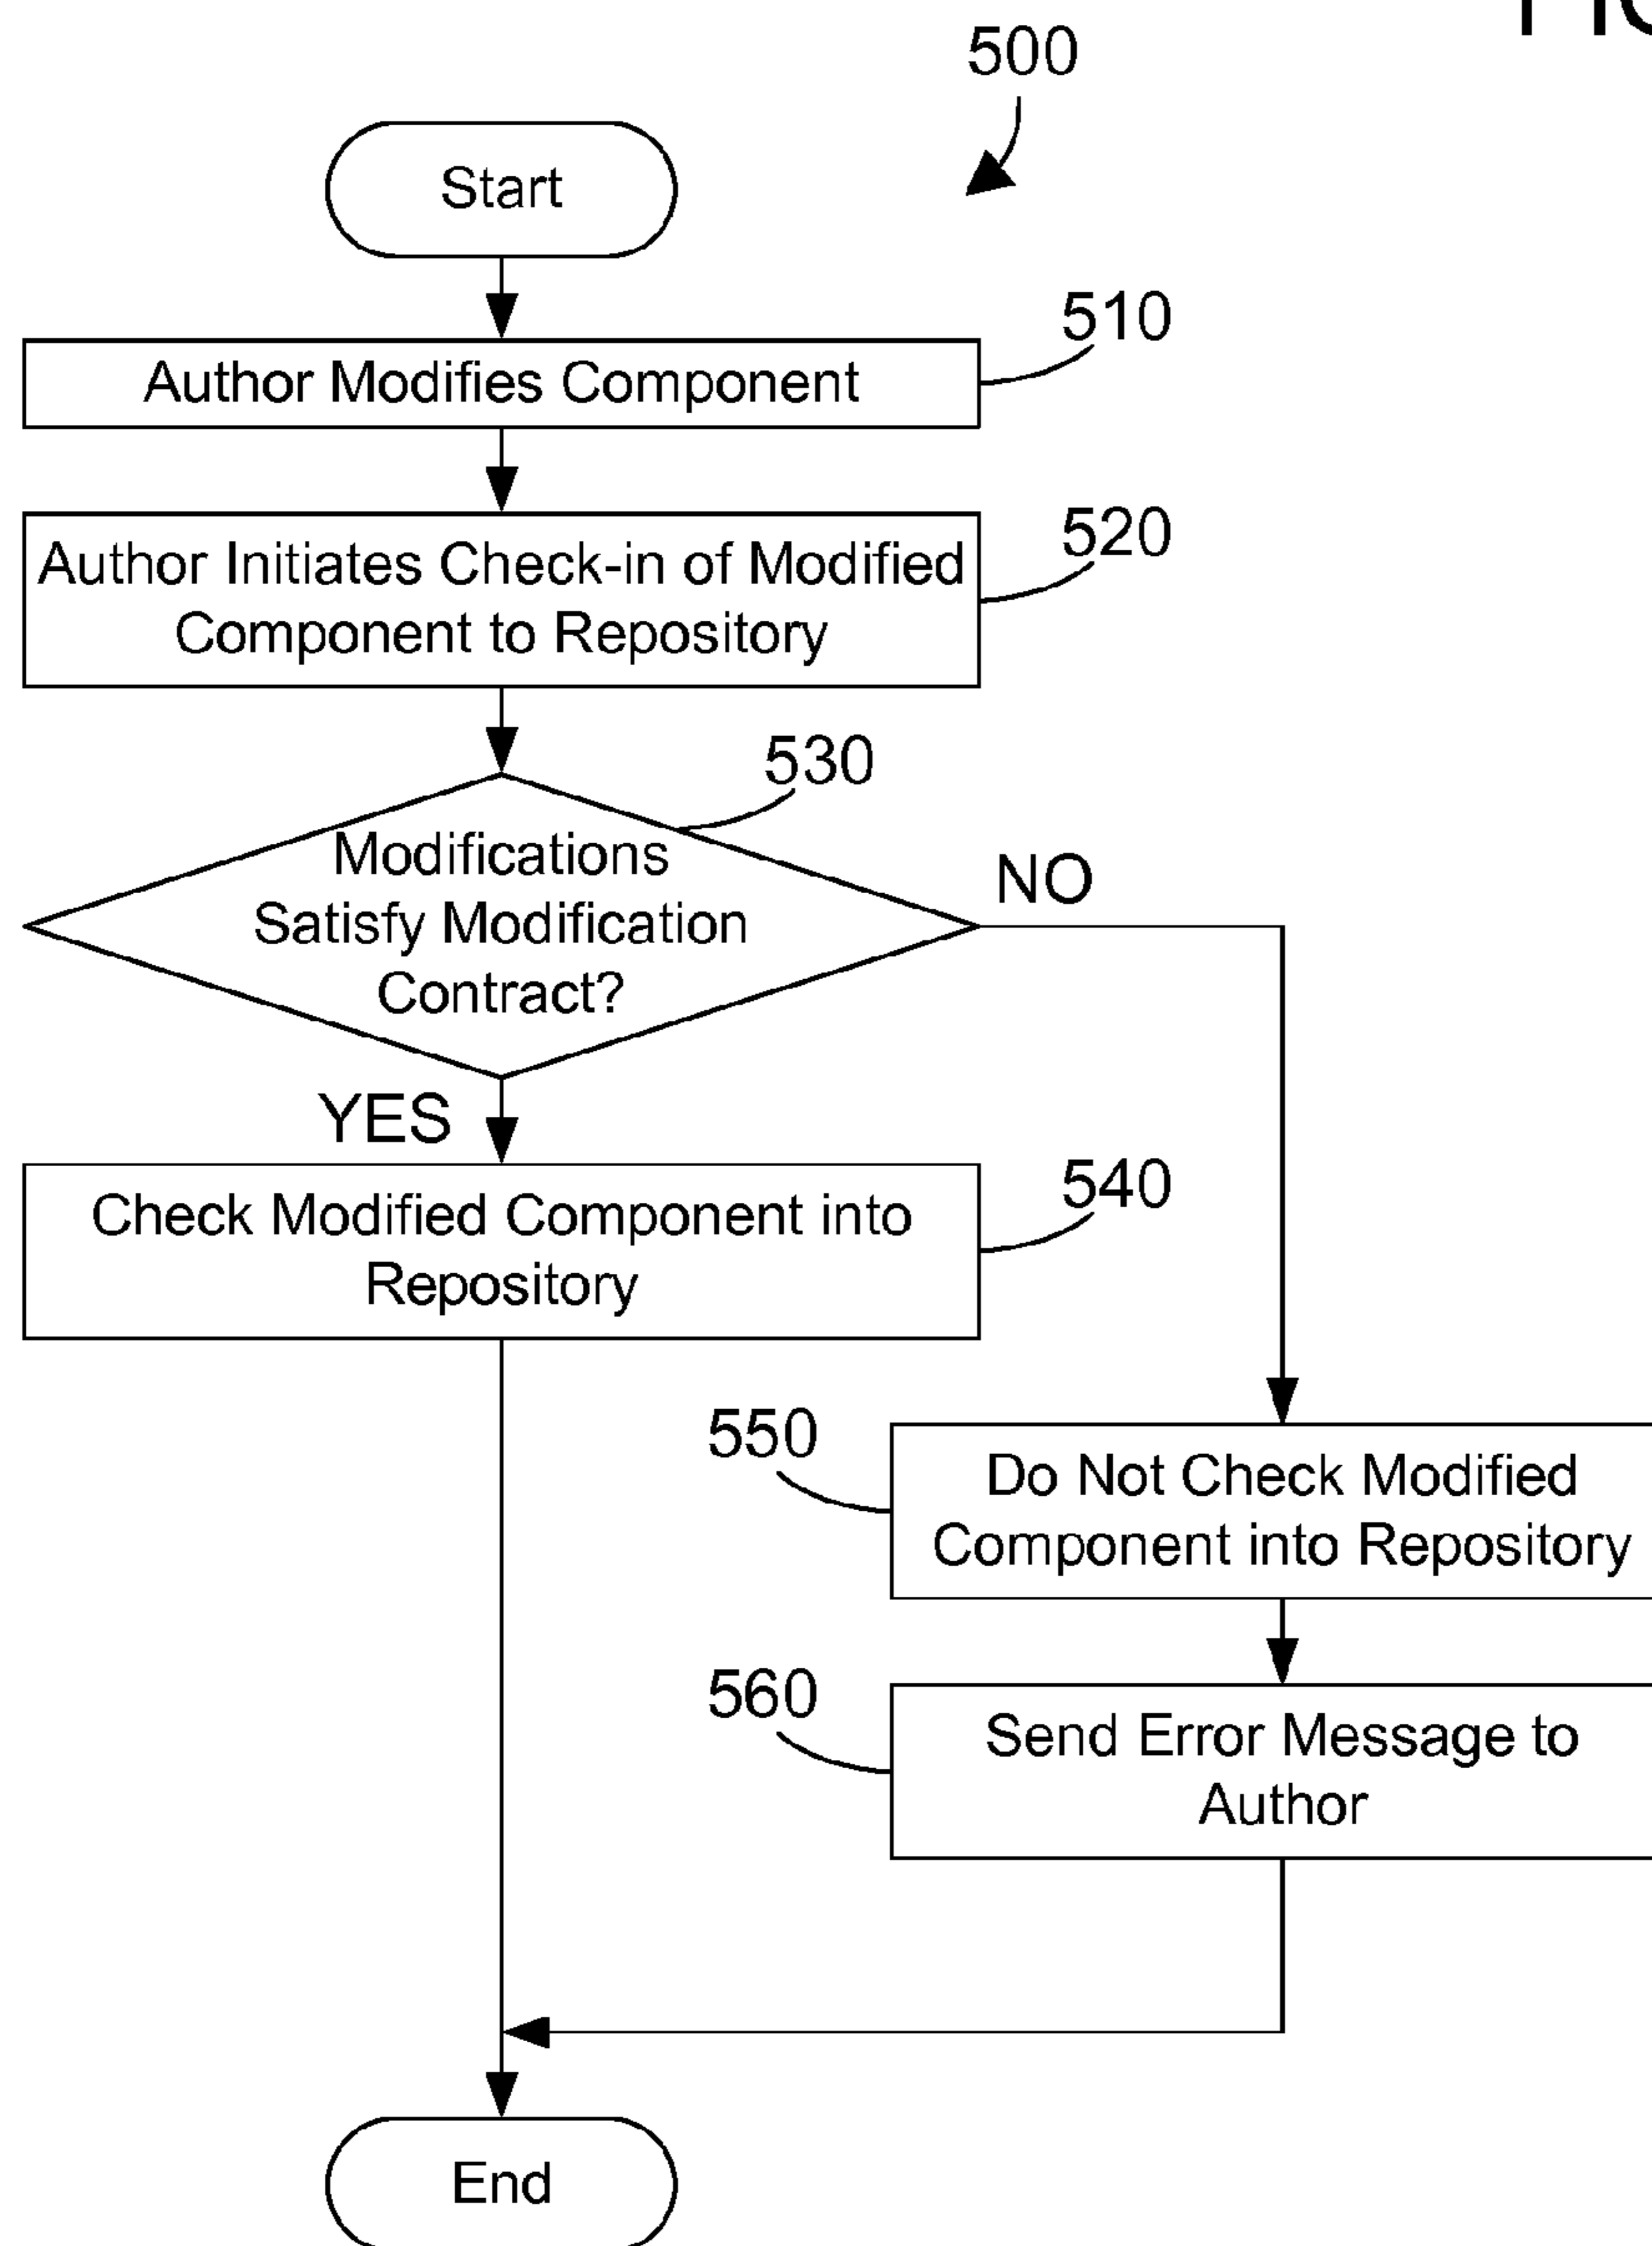 500
Start
510
Author Modifies Component
520
Author Initiates Check-in of Modified
Component to Repository
530
Modifications
Satisfy Modification
Contract?
NO
YES
540
Check Modified Component into
Repository
550
Do Not Check Modified
Component into Repository
560
Send Error Message to
Author
End